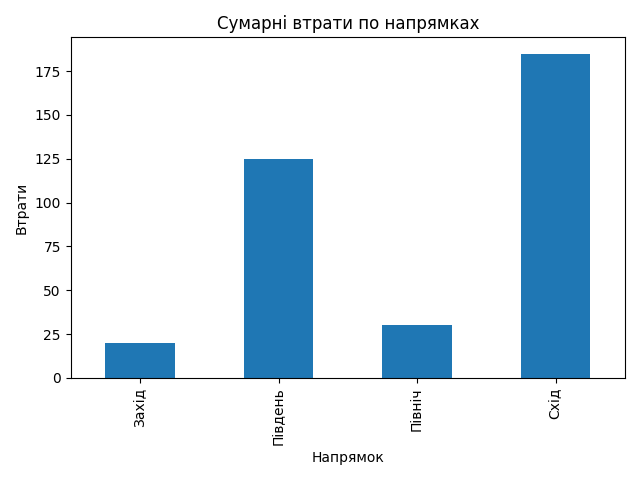 Сумарні втрати по напрямках
Втрати
175
150
125
100
75
50
25
0
Захід
Південь
Північ
Схід
Напрямок